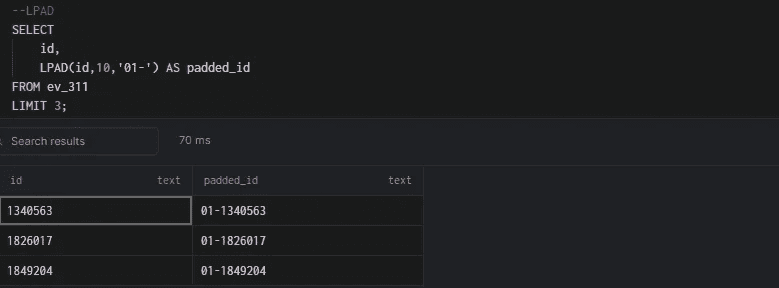 --LPAD
SELECT
id,
LPAD(id,10,'01-') AS padded_id
FROM ev_311
LIMIT 3;
Search results 70 ms
id text padded_id text
1340563 01-1340563
1826017 01-1826017
1849204 01-1849204